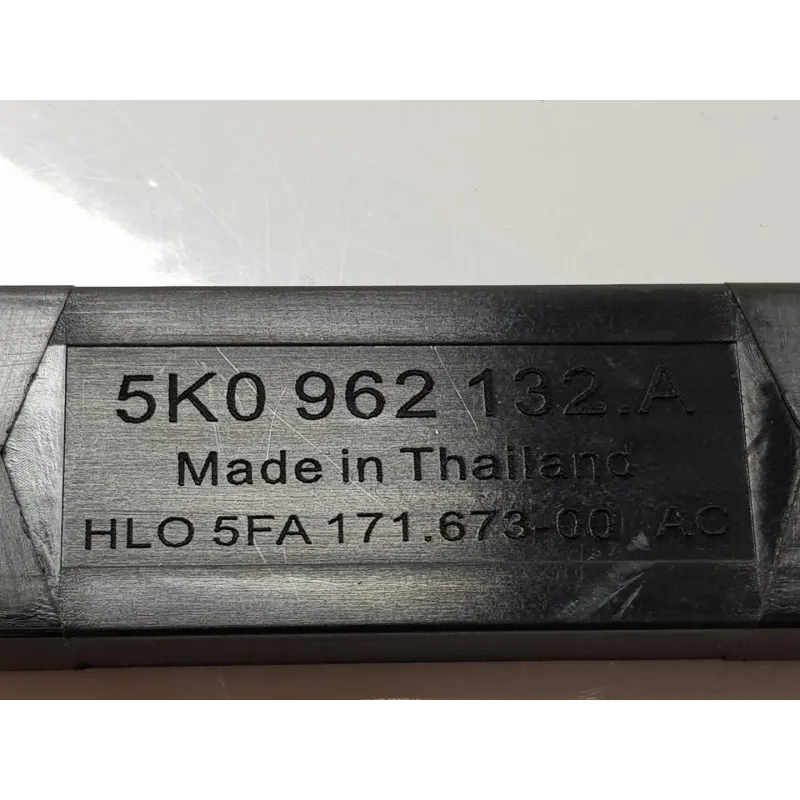 5K0 962 132.A
Made in Thailand
HLO 5FA 171.673-00 AC